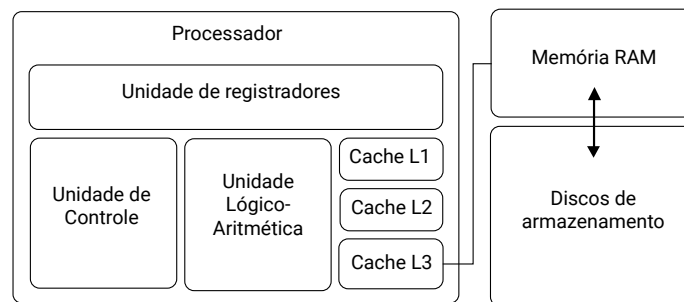 Processador
Unidade de registradores
Unidade de
Controle
Unidade
Lógico-
Aritmética
Cache L1
Cache L2
Cache L3
Memória RAM
Discos de
armazenamento